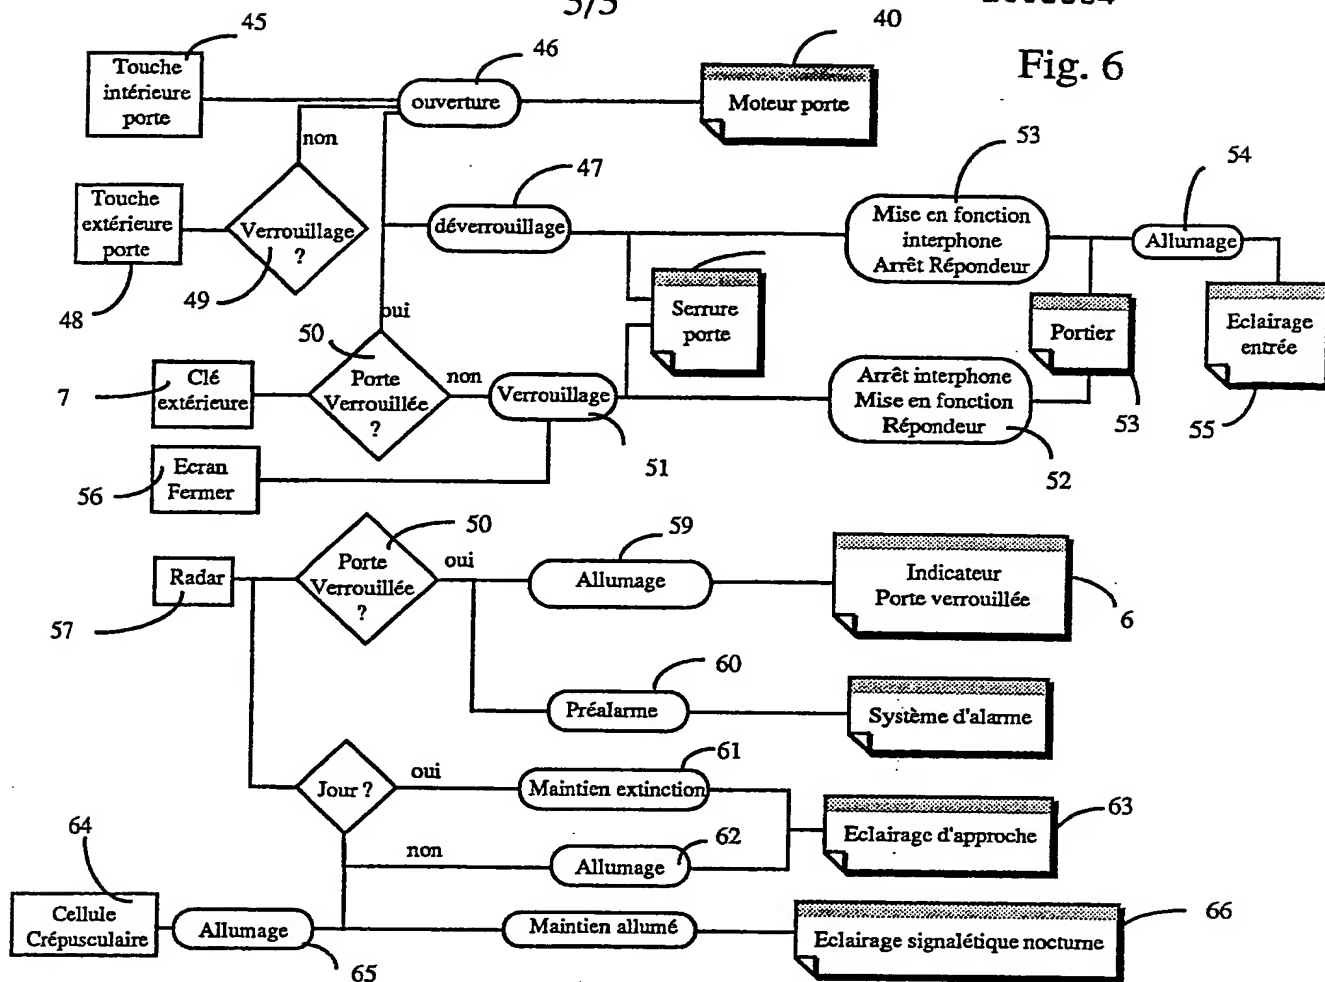 5/5
Fig. 6
45
46
40
Touche
intérieure
porte
ouverture
Moteur porte
non
53
54
47
Touche
extérieure
porte
Verrouillage
?
déverrouillage
Mise en fonction
interphone
Arrêt Répondeur
Allumage
48
49
oui
Serrure
porte
Portier
Eclairage
entrée
50
7
Clé
extérieure
Porte
Verrouillée
?
non
Verrouillage
Arrêt interphone
Mise en fonction
Répondeur
53
55
56
Ecran
Fermer
51
52
50
59
Radar
Porte
Verrouillée
?
oui
Allumage
Indicateur
Porte verrouillée
57
6
60
Préalarme
Système d'alarme
61
Jour ?
oui
Maintien extinction
63
64
non
62
Allumage
Eclairage d'approche
Cellule
Crépusculaire
Allumage
Maintien allumé
Eclairage signalétique nocturne
66
65